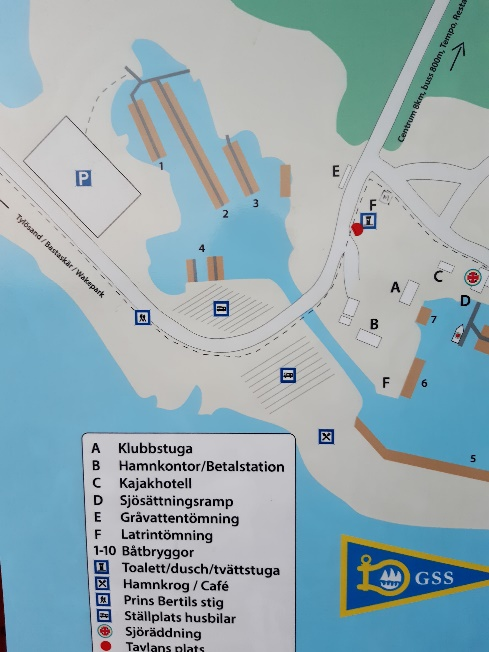 Centrum 8km, buss 800m, Tempo, Resta
P
1
2
3
E
F
4
Tylösand / Bastaskär / Wakepark
A
C
D
B
7
F
6
5
A Klubbstuga
B Hamnkontor/Betalstation
C Kajakhotell
D Sjösättningsramp
E Gråvattentömning
F Latrintömning
1-10 Båtbryggor
Toalett/dusch/tvättstuga
Hamnkrog / Café
Prins Bertils stig
Ställplats husbilar
Sjöräddning
Tavlans plats
GSS